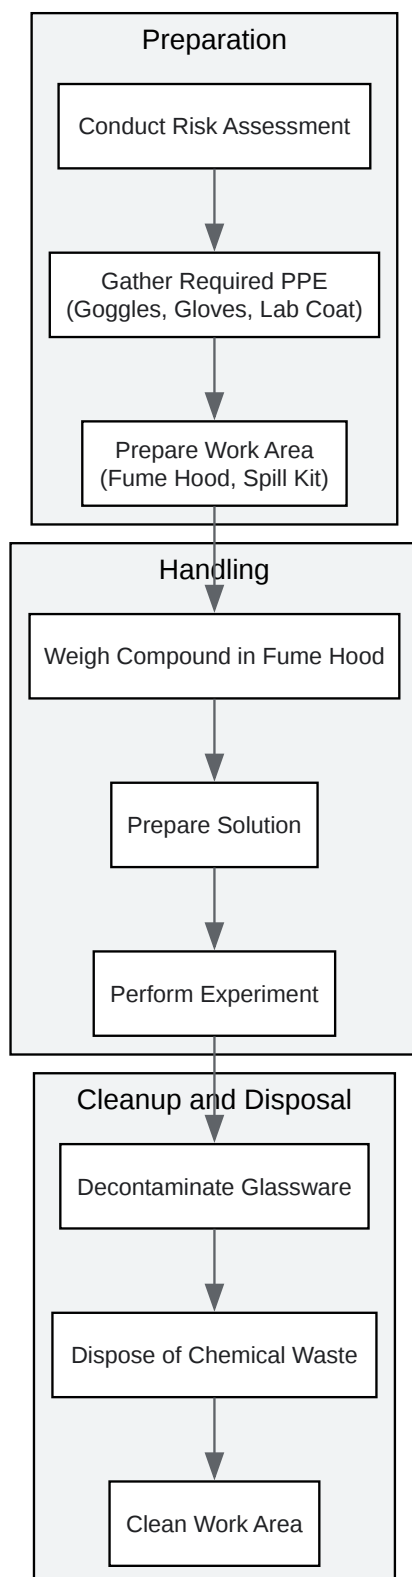 Preparation
Conduct Risk Assessment
Gather Required PPE
(Goggles, Gloves, Lab Coat)
Prepare Work Area
(Fume Hood, Spill Kit)
Handling
Weigh Compound in Fume Hood
Prepare Solution
Perform Experiment
Cleanup and Disposal
Decontaminate Glassware
Dispose of Chemical Waste
Clean Work Area